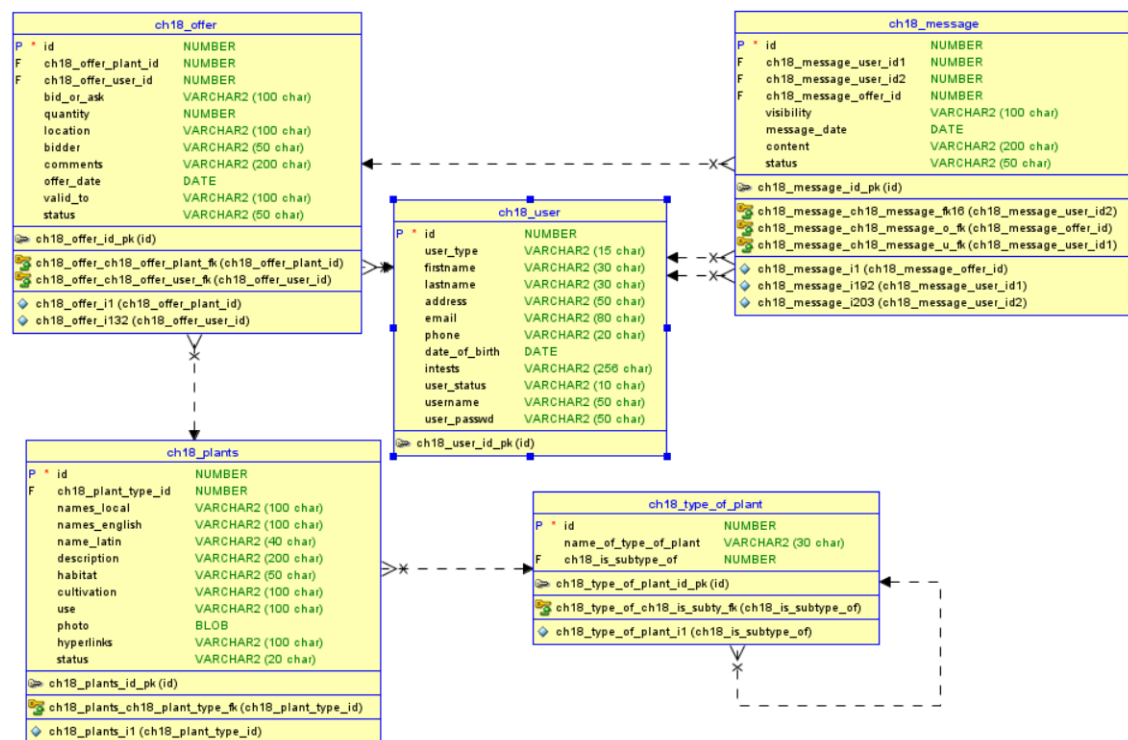 ch18_offer
P * id NUMBER
F ch18_offer_plant_id NUMBER
F ch18_offer_user_id NUMBER
bid_or_ask VARCHAR2 (100 char)
quantity NUMBER
location VARCHAR2 (100 char)
bidder VARCHAR2 (50 char)
comments VARCHAR2 (200 char)
offer_date DATE
valid_to VARCHAR2 (100 char)
status VARCHAR2 (50 char)
ch18_offer_id_pk (id)
ch18_offer_ch18_offer_plant_fk (ch18_offer_plant_id)
ch18_offer_ch18_offer_user_fk (ch18_offer_user_id)
ch18_offer_i1 (ch18_offer_plant_id)
ch18_offer_i132 (ch18_offer_user_id)
ch18_message
P * id NUMBER
F ch18_message_user_id1 NUMBER
F ch18_message_user_id2 NUMBER
F ch18_message_offer_id NUMBER
visibility VARCHAR2 (100 char)
message_date DATE
content VARCHAR2 (200 char)
status VARCHAR2 (50 char)
ch18_message_id_pk (id)
ch18_message_ch18_message_fk16 (ch18_message_user_id2)
ch18_message_ch18_message_o_fk (ch18_message_offer_id)
ch18_message_ch18_message_u_fk (ch18_message_user_id1)
ch18_message_i1 (ch18_message_offer_id)
ch18_message_i192 (ch18_message_user_id1)
ch18_message_i203 (ch18_message_user_id2)
ch18_user
P * id NUMBER
user_type VARCHAR2 (15 char)
firstname VARCHAR2 (30 char)
lastname VARCHAR2 (30 char)
address VARCHAR2 (50 char)
email VARCHAR2 (80 char)
phone VARCHAR2 (20 char)
date_of_birth DATE
intests VARCHAR2 (256 char)
user_status VARCHAR2 (10 char)
username VARCHAR2 (50 char)
user_passwd VARCHAR2 (50 char)
ch18_user_id_pk (id)
ch18_plants
P * id NUMBER
F ch18_plant_type_id NUMBER
names_local VARCHAR2 (100 char)
names_english VARCHAR2 (100 char)
name_latin VARCHAR2 (40 char)
description VARCHAR2 (200 char)
habitat VARCHAR2 (50 char)
cultivation VARCHAR2 (100 char)
use VARCHAR2 (100 char)
photo BLOB
hyperlinks VARCHAR2 (100 char)
status VARCHAR2 (20 char)
ch18_plants_id_pk (id)
ch18_plants_ch18_plant_type_fk (ch18_plant_type_id)
ch18_plants_i1 (ch18_plant_type_id)
ch18_type_of_plant
P * id NUMBER
name_of_type_of_plant VARCHAR2 (30 char)
F ch18_is_subtype_of NUMBER
ch18_type_of_plant_id_pk (id)
ch18_type_of_ch18_is_subty_fk (ch18_is_subtype_of)
ch18_type_of_plant_i1 (ch18_is_subtype_of)